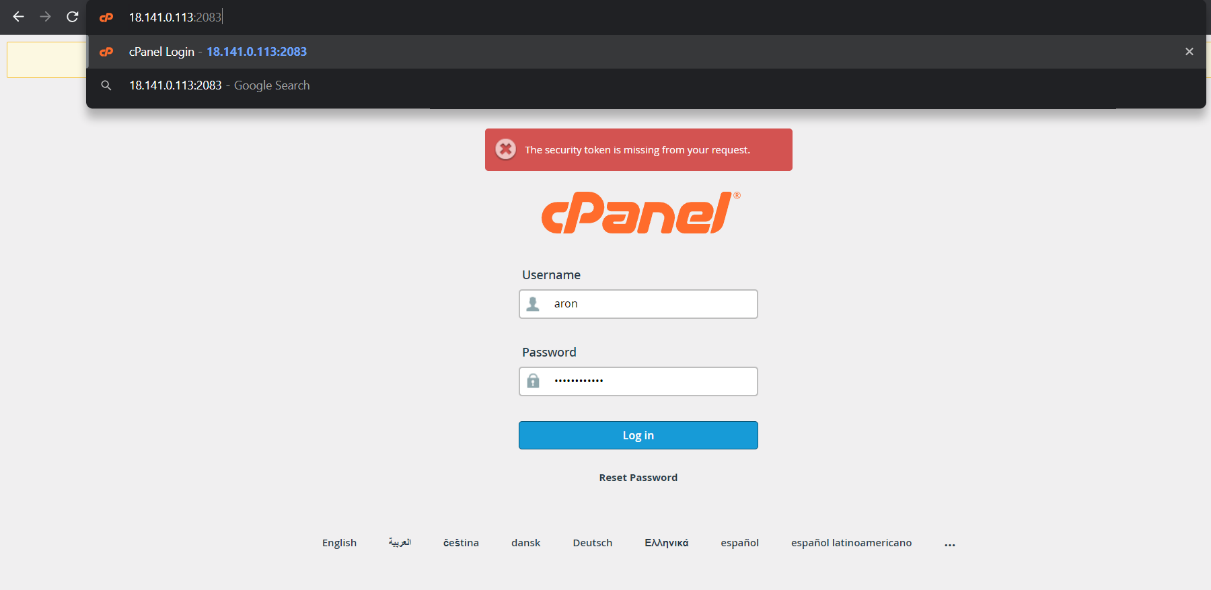 18.141.0.113:2083
cPanel Login - 18.141.0.113:2083
18.141.0.113:2083 - Google Search
The security token is missing from your request.
cPanel®
Username
aron
Password
••••••••••••
Log in
Reset Password
English العربية čeština dansk Deutsch Ελληνικά español español latinoamericano ...